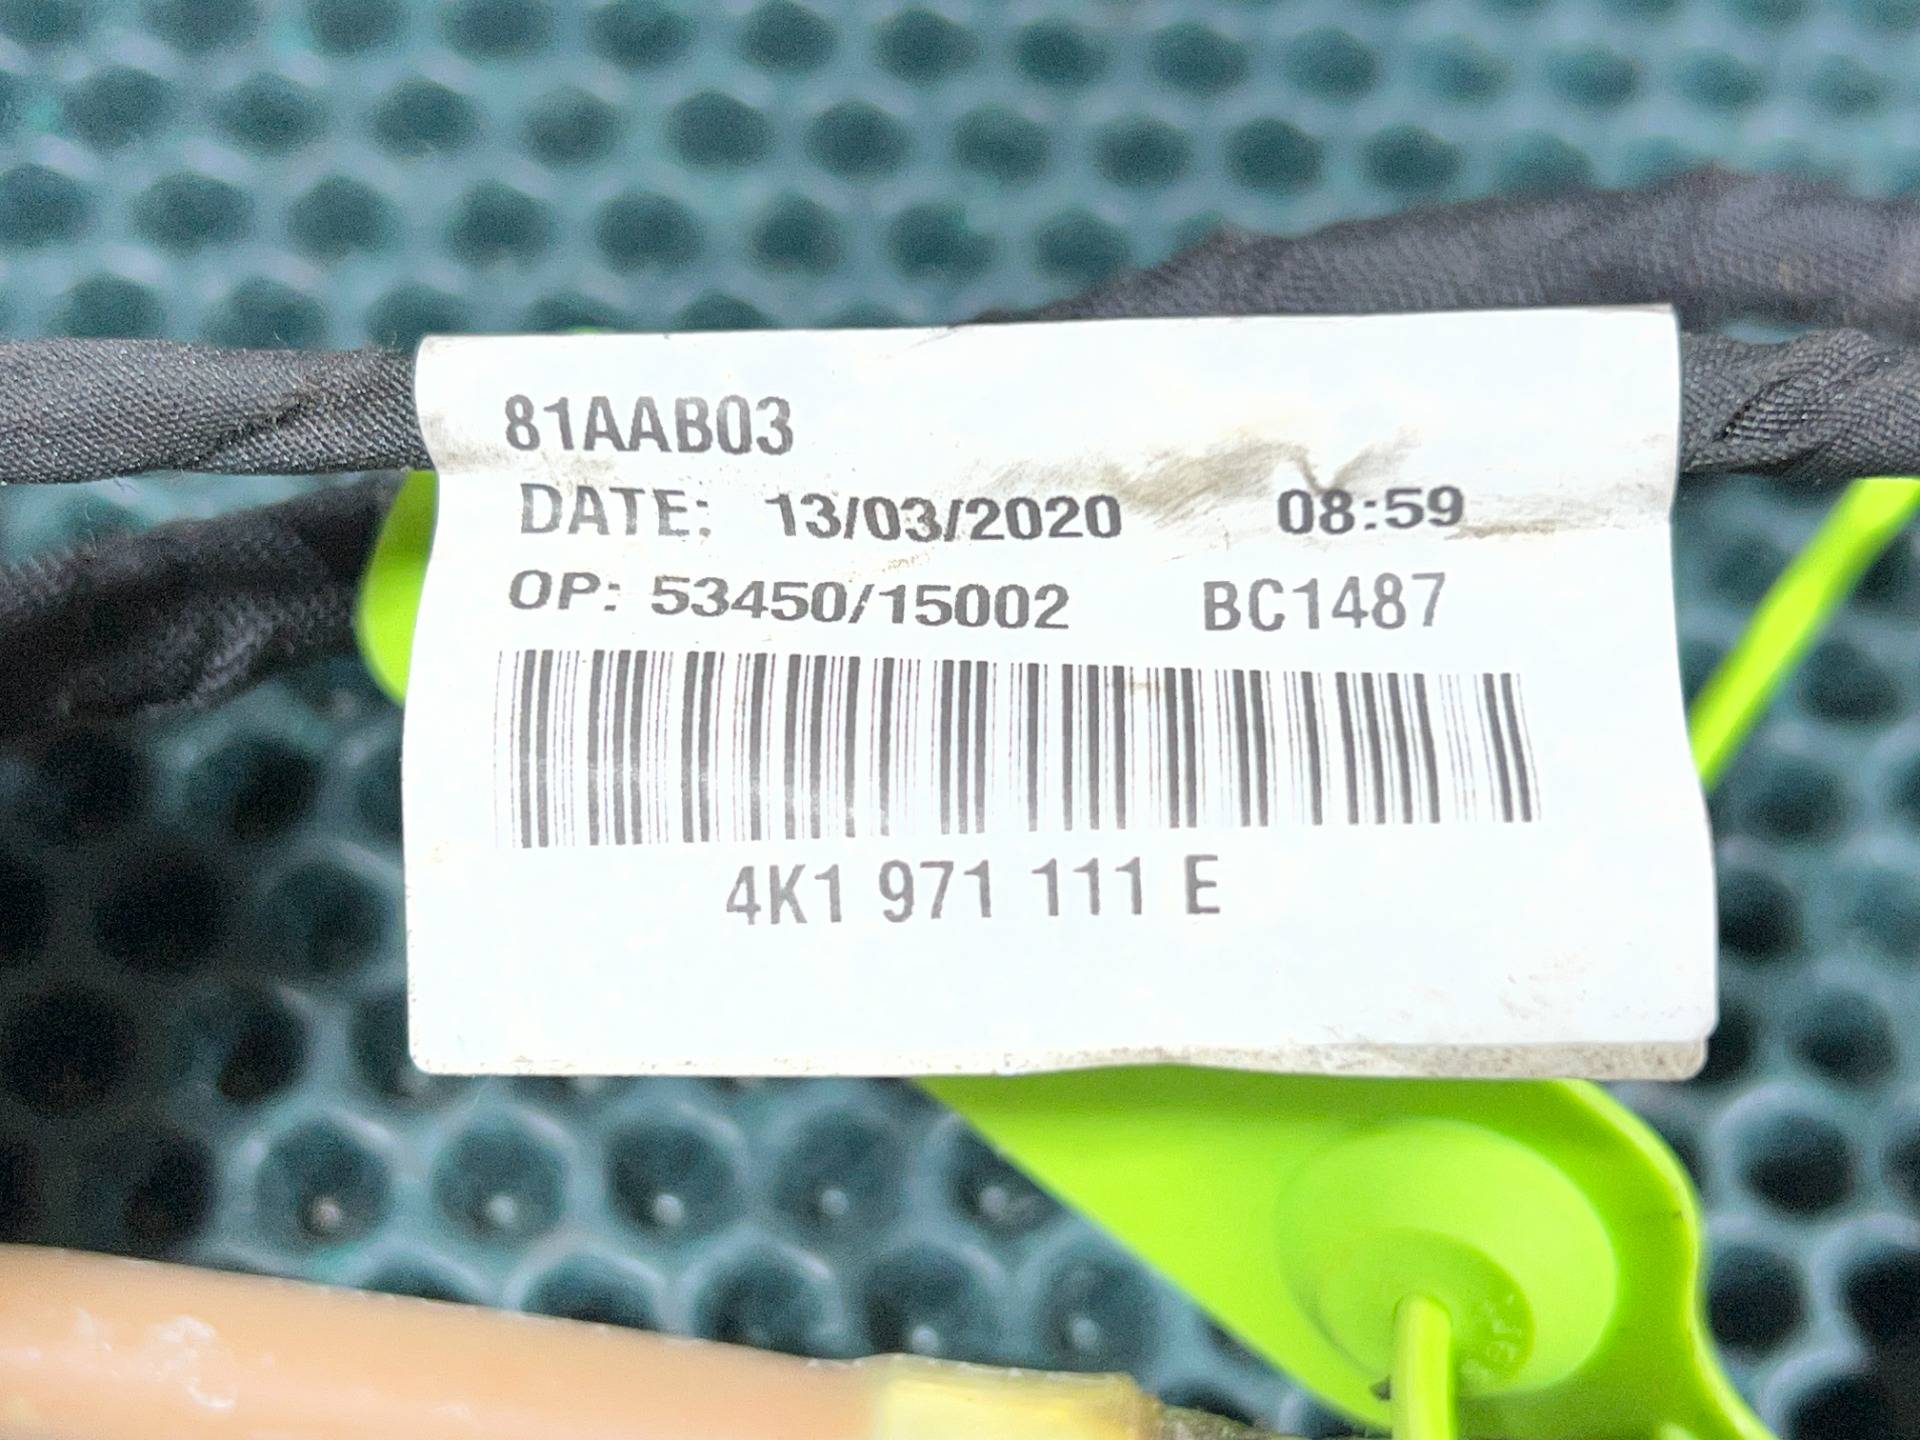 81AAB03
DATE: 13/03/2020 08:59
OP: 53450/15002 BC1487
4K1 971 111 E